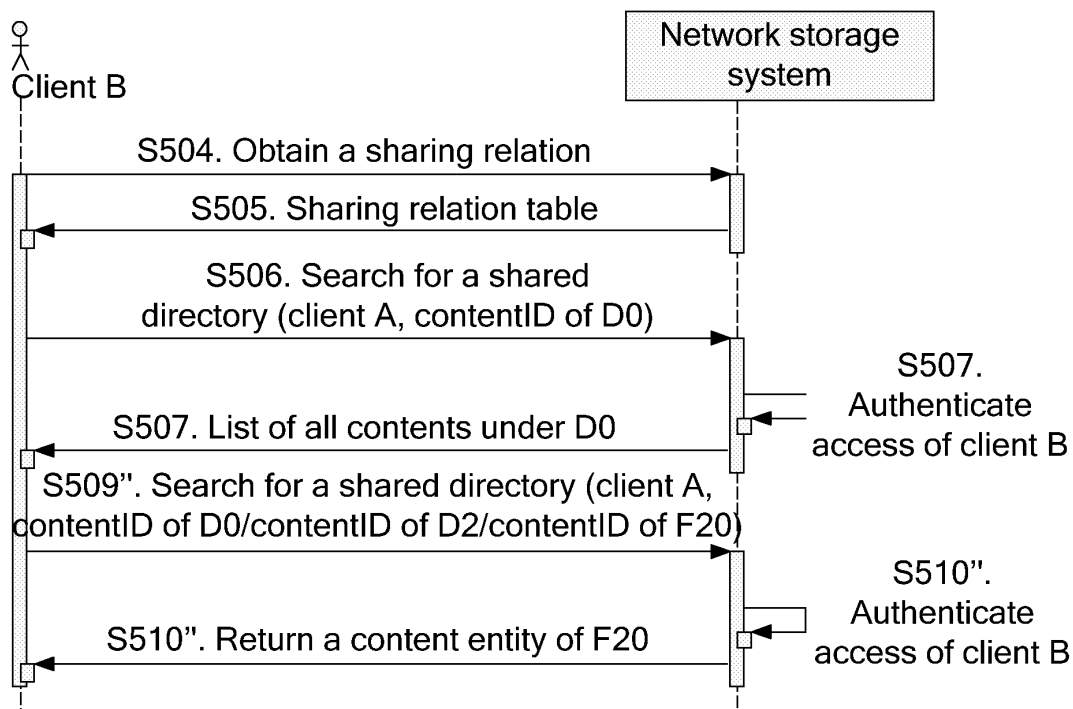 Network storage
system
Client B
S504. Obtain a sharing relation
S505. Sharing relation table
S506. Search for a shared
directory (client A, contentID of D0)
S507.
Authenticate
access of client B
S507. List of all contents under D0
S509”. Search for a shared directory (client A,
contentID of D0/contentID of D2/contentID of F20)
S510”.
Authenticate
access of client B
S510”. Return a content entity of F20